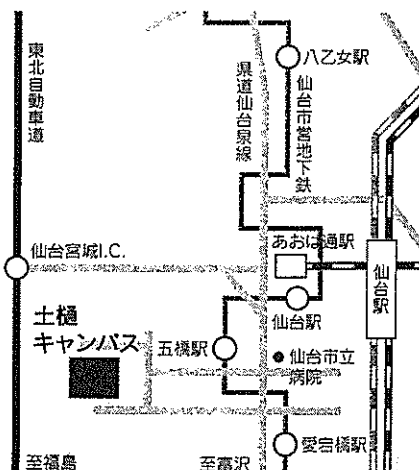 八乙女駅
東北自動車道
県道仙台泉線
仙台市営地下鉄
あおば通駅
仙台宮城I.C.
仙台駅
仙台駅
土樋
キャンパス
五橋駅
仙台市立
病院
愛宕橋駅
至福島
至富沢